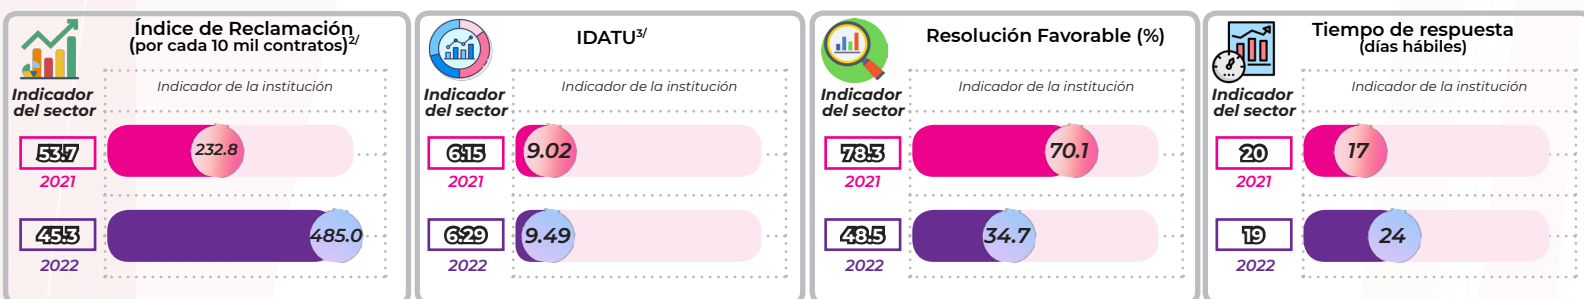 Índice de Reclamación
(por cada 10 mil contratos)2/
Indicador
del sector
Indicador de la institución
53.7
232.8
2021
45.3
485.0
2022
IDATU3/
Indicador
del sector
Indicador de la institución
6.15
9.02
2021
6.29
9.49
2022
Resolución Favorable (%)
Indicador
del sector
Indicador de la institución
78.3
70.1
2021
48.5
34.7
2022
Tiempo de respuesta
(días hábiles)
Indicador
del sector
Indicador de la institución
20
17
2021
19
24
2022